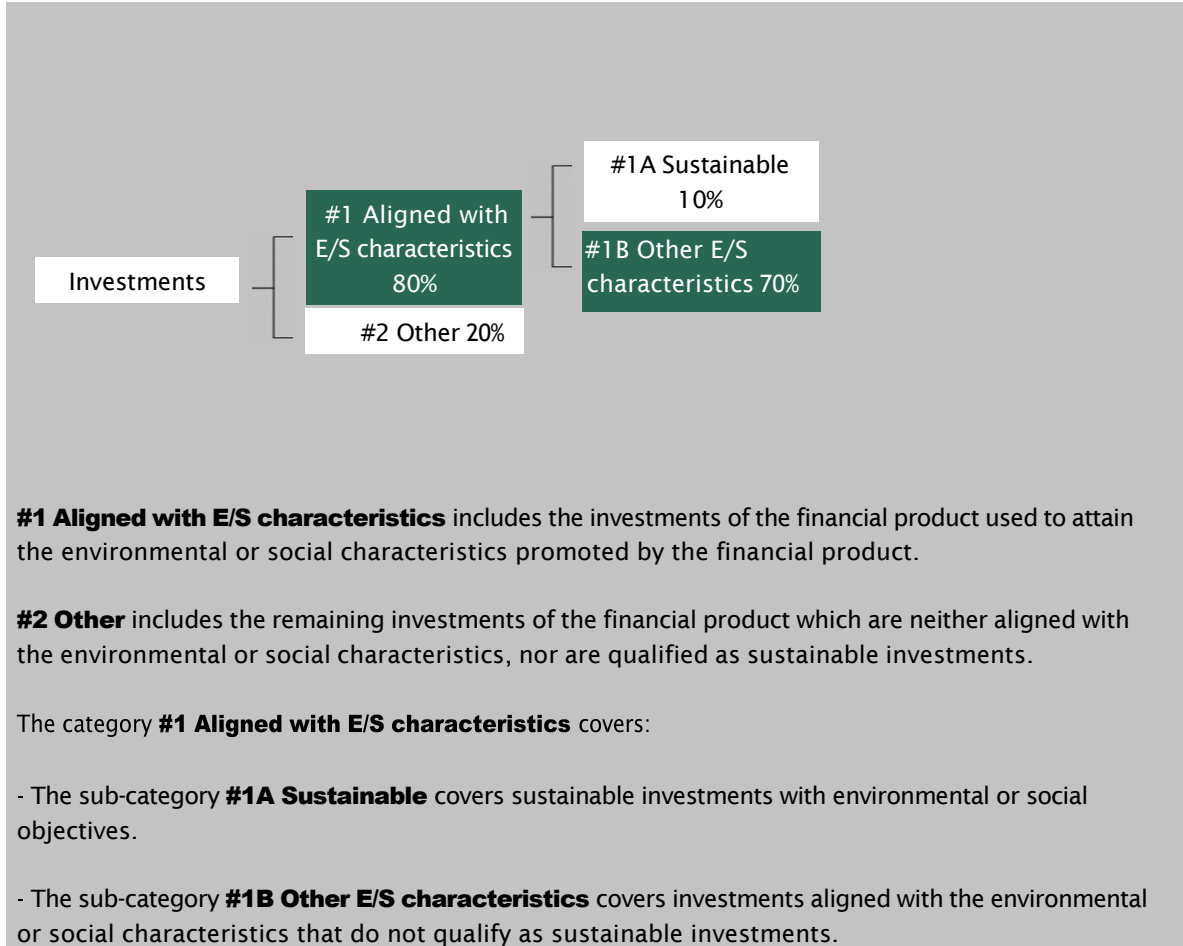 #1A Sustainable
10%
#1 Aligned with
E/S characteristics
80%
#1B Other E/S
characteristics 70%
Investments
#2 Other 20%
#1 Aligned with E/S characteristics includes the investments of the financial product used to attain
the environmental or social characteristics promoted by the financial product.
#2 Other includes the remaining investments of the financial product which are neither aligned with
the environmental or social characteristics, nor are qualified as sustainable investments.
The category #1 Aligned with E/S characteristics covers:
- The sub-category #1A Sustainable covers sustainable investments with environmental or social
objectives.
- The sub-category #1B Other E/S characteristics covers investments aligned with the environmental
or social characteristics that do not qualify as sustainable investments.